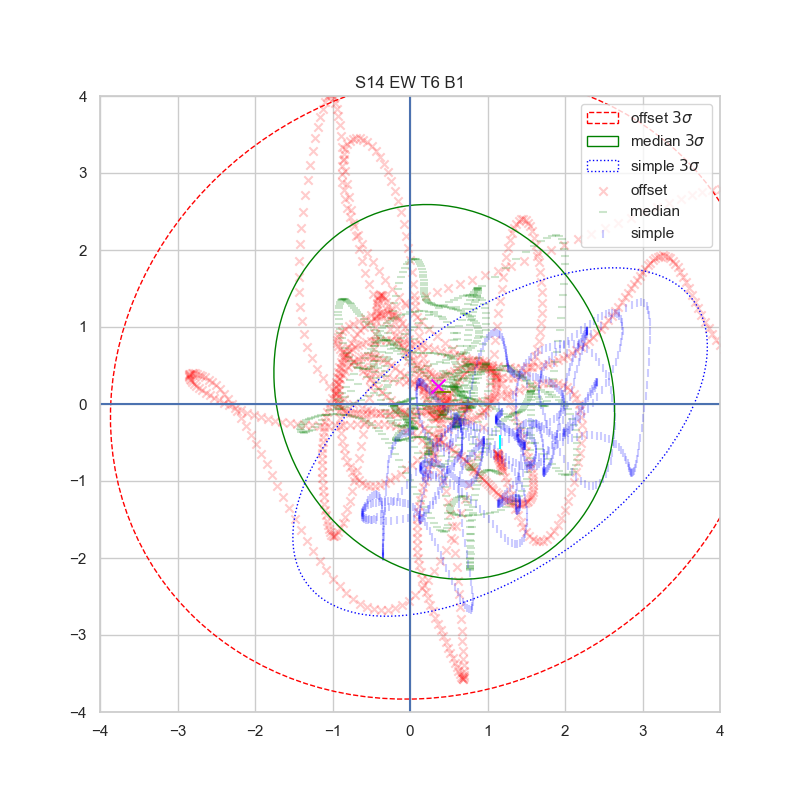 S14 EW T6 B1
offset 3σ
median 3σ
simple 3σ
offset
median
simple
4
3
2
1
0
−1
−2
−3
−4
−4 −3 −2 −1 0 1 2 3 4